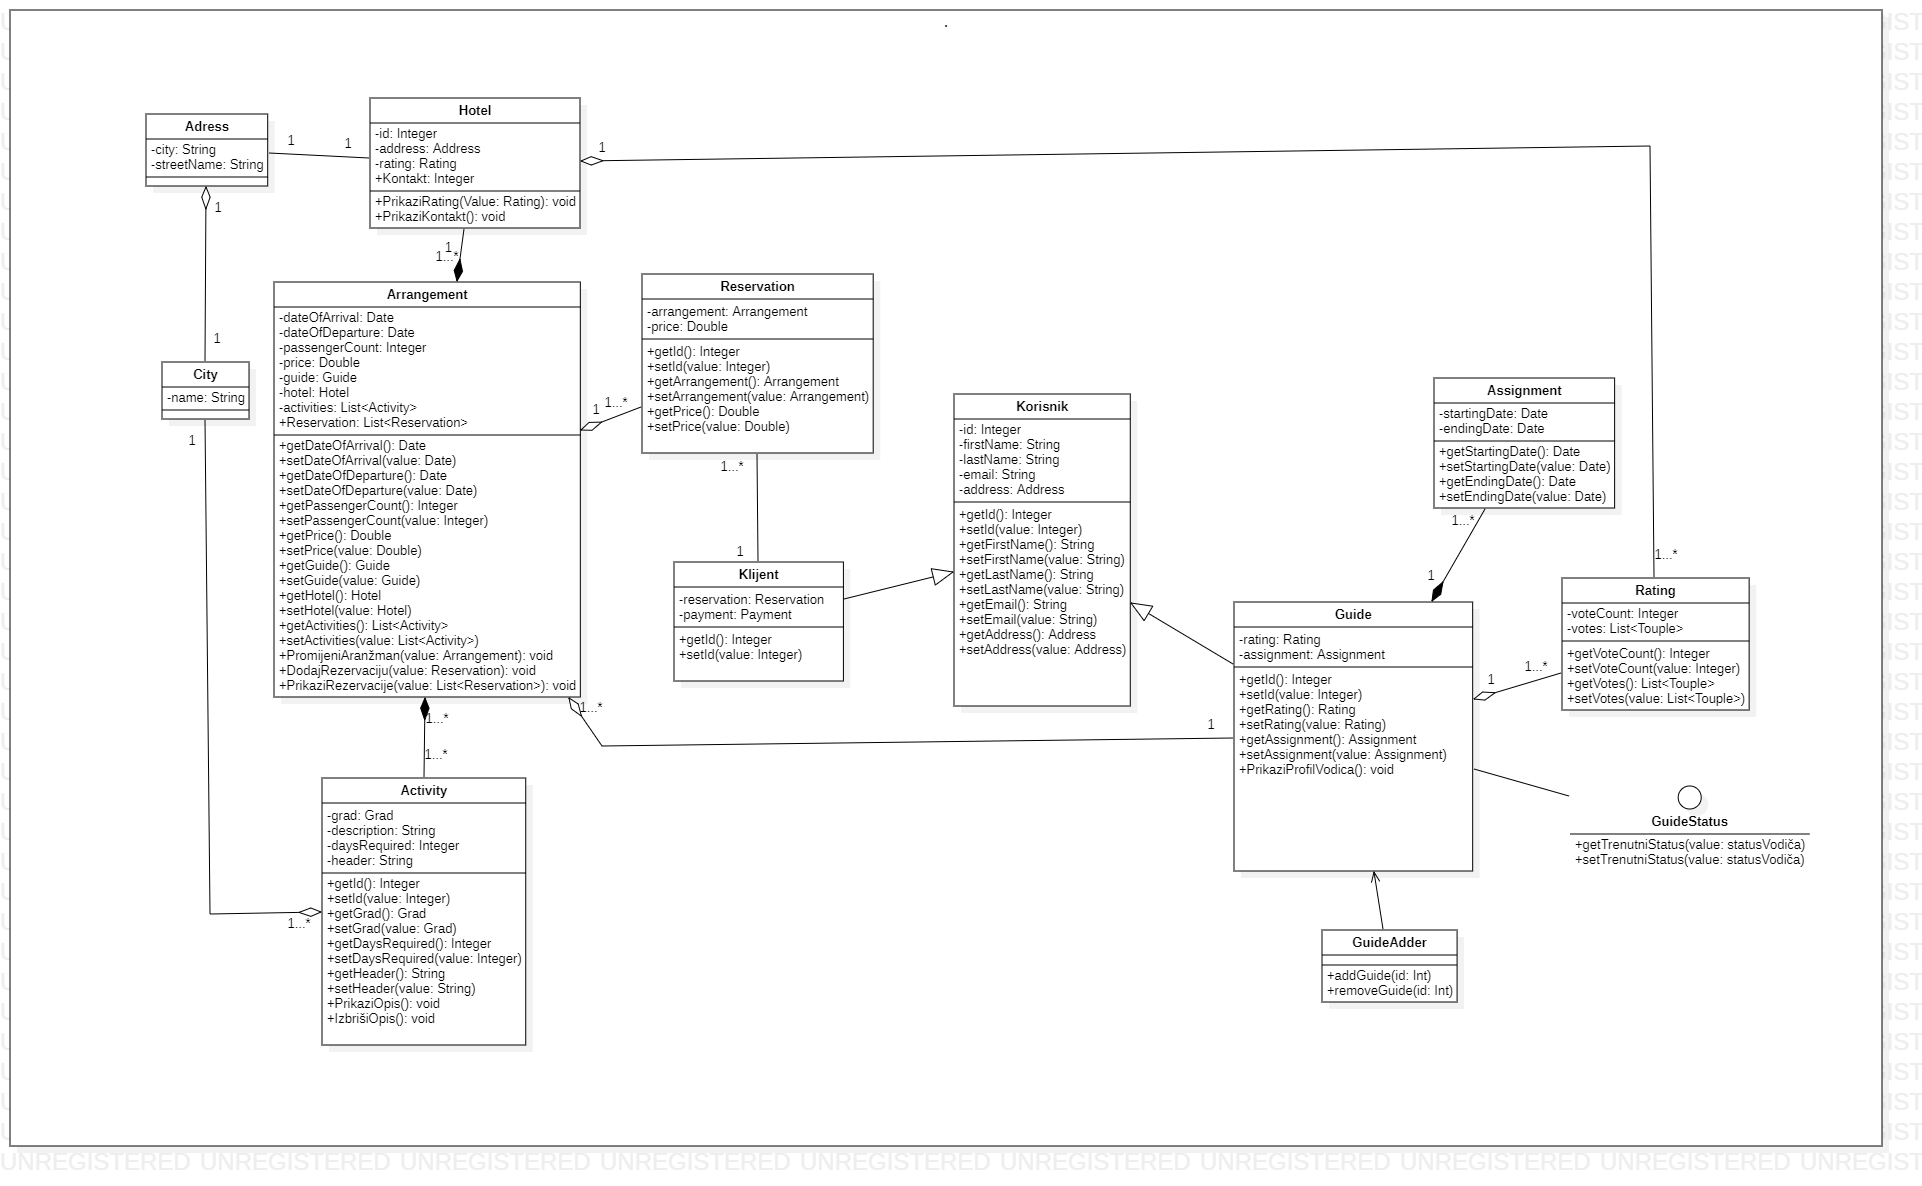 .
Adress
-city: String
-streetName: String
1
1
Hotel
-id: Integer
-address: Address
-rating: Rating
+Kontakt: Integer
+PrikaziRating(Value: Rating): void
+PrikaziKontakt(): void
1
1
1
1
1...*
City
-name: String
1
Arrangement
-dateOfArrival: Date
-dateOfDeparture: Date
-passengerCount: Integer
-price: Double
-guide: Guide
-hotel: Hotel
-activities: List<Activity>
+Reservation: List<Reservation>
+getDateOfArrival(): Date
+setDateOfArrival(value: Date)
+getDateOfDeparture(): Date
+setDateOfDeparture(value: Date)
+getPassengerCount(): Integer
+setPassengerCount(value: Integer)
+getPrice(): Double
+setPrice(value: Double)
+getGuide(): Guide
+setGuide(value: Guide)
+getHotel(): Hotel
+setHotel(value: Hotel)
+getActivities(): List<Activity>
+setActivities(value: List<Activity>)
+PromijeniAranžman(value: Arrangement): void
+DodajRezervaciju(value: Reservation): void
+PrikaziRezervacije(value: List<Reservation>): void
1
1...*
Reservation
-arrangement: Arrangement
-price: Double
+getId(): Integer
+setId(value: Integer)
+getArrangement(): Arrangement
+setArrangement(value: Arrangement)
+getPrice(): Double
+setPrice(value: Double)
1...*
1
Klijent
-reservation: Reservation
-payment: Payment
+getId(): Integer
+setId(value: Integer)
Korisnik
-id: Integer
-firstName: String
-lastName: String
-email: String
-address: Address
+getId(): Integer
+setId(value: Integer)
+getFirstName(): String
+setFirstName(value: String)
+getLastName(): String
+setLastName(value: String)
+getEmail(): String
+setEmail(value: String)
+getAddress(): Address
+setAddress(value: Address)
Assignment
-startingDate: Date
-endingDate: Date
+getStartingDate(): Date
+setStartingDate(value: Date)
+getEndingDate(): Date
+setEndingDate(value: Date)
1...*
1
1...*
Rating
-voteCount: Integer
-votes: List<Touple>
+getVoteCount(): Integer
+setVoteCount(value: Integer)
+getVotes(): List<Touple>
+setVotes(value: List<Touple>)
Guide
-rating: Rating
-assignment: Assignment
+getId(): Integer
+setId(value: Integer)
+getRating(): Rating
+setRating(value: Rating)
+getAssignment(): Assignment
+setAssignment(value: Assignment)
+PrikaziProfilVodica(): void
1
1...*
1...*
1
1...*
1...*
Activity
-grad: Grad
-description: String
-daysRequired: Integer
-header: String
+getId(): Integer
+setId(value: Integer)
+getGrad(): Grad
+setGrad(value: Grad)
+getDaysRequired(): Integer
+setDaysRequired(value: Integer)
+getHeader(): String
+setHeader(value: String)
+PrikaziOpis(): void
+IzbrišiOpis(): void
1...*
GuideStatus
+getTrenutniStatus(value: statusVodiča)
+setTrenutniStatus(value: statusVodiča)
GuideAdder
+addGuide(id: Int)
+removeGuide(id: Int)
UNREGISTERED UNREGISTERED UNREGISTERED UNREGISTERED UNREGISTERED UNREGISTERED UNREGISTERED UNREGISTERED UNREGISTERED